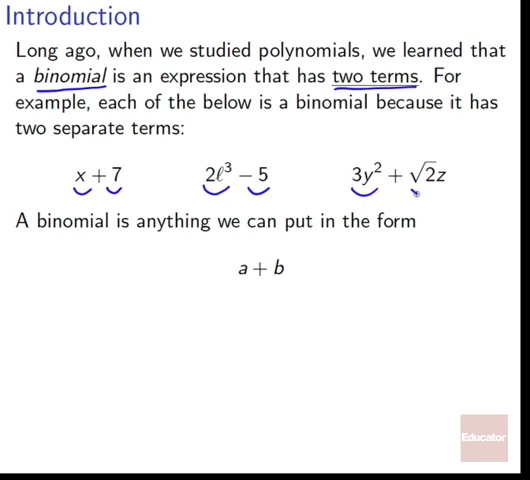 Introduction
Long ago, when we studied polynomials, we learned that
a binomial is an expression that has two terms. For
example, each of the below is a binomial because it has
two separate terms:
x + 7 2ℓ³ − 5 3y² + √2z
A binomial is anything we can put in the form
a + b
Educator